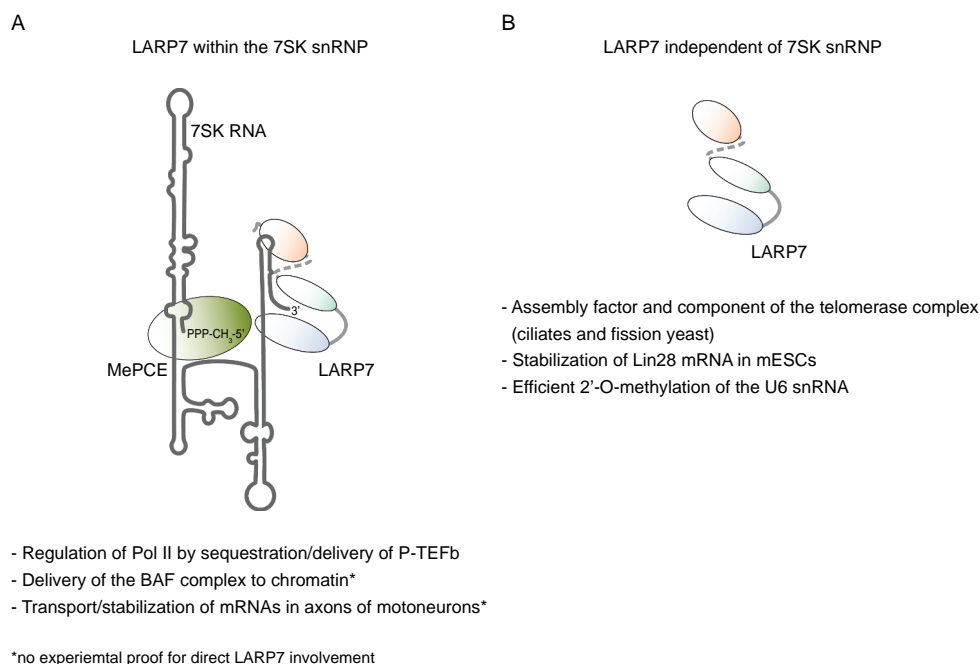 A
LARP7 within the 7SK snRNP
7SK RNA
3’
PPP-CH3-5’
MePCE
LARP7
- Regulation of Pol II by sequestration/delivery of P-TEFb
- Delivery of the BAF complex to chromatin*
- Transport/stabilization of mRNAs in axons of motoneurons*
*no experiemtal proof for direct LARP7 involvement
B
LARP7 independent of 7SK snRNP
LARP7
- Assembly factor and component of the telomerase complex
(ciliates and fission yeast)
- Stabilization of Lin28 mRNA in mESCs
- Efficient 2’-O-methylation of the U6 snRNA